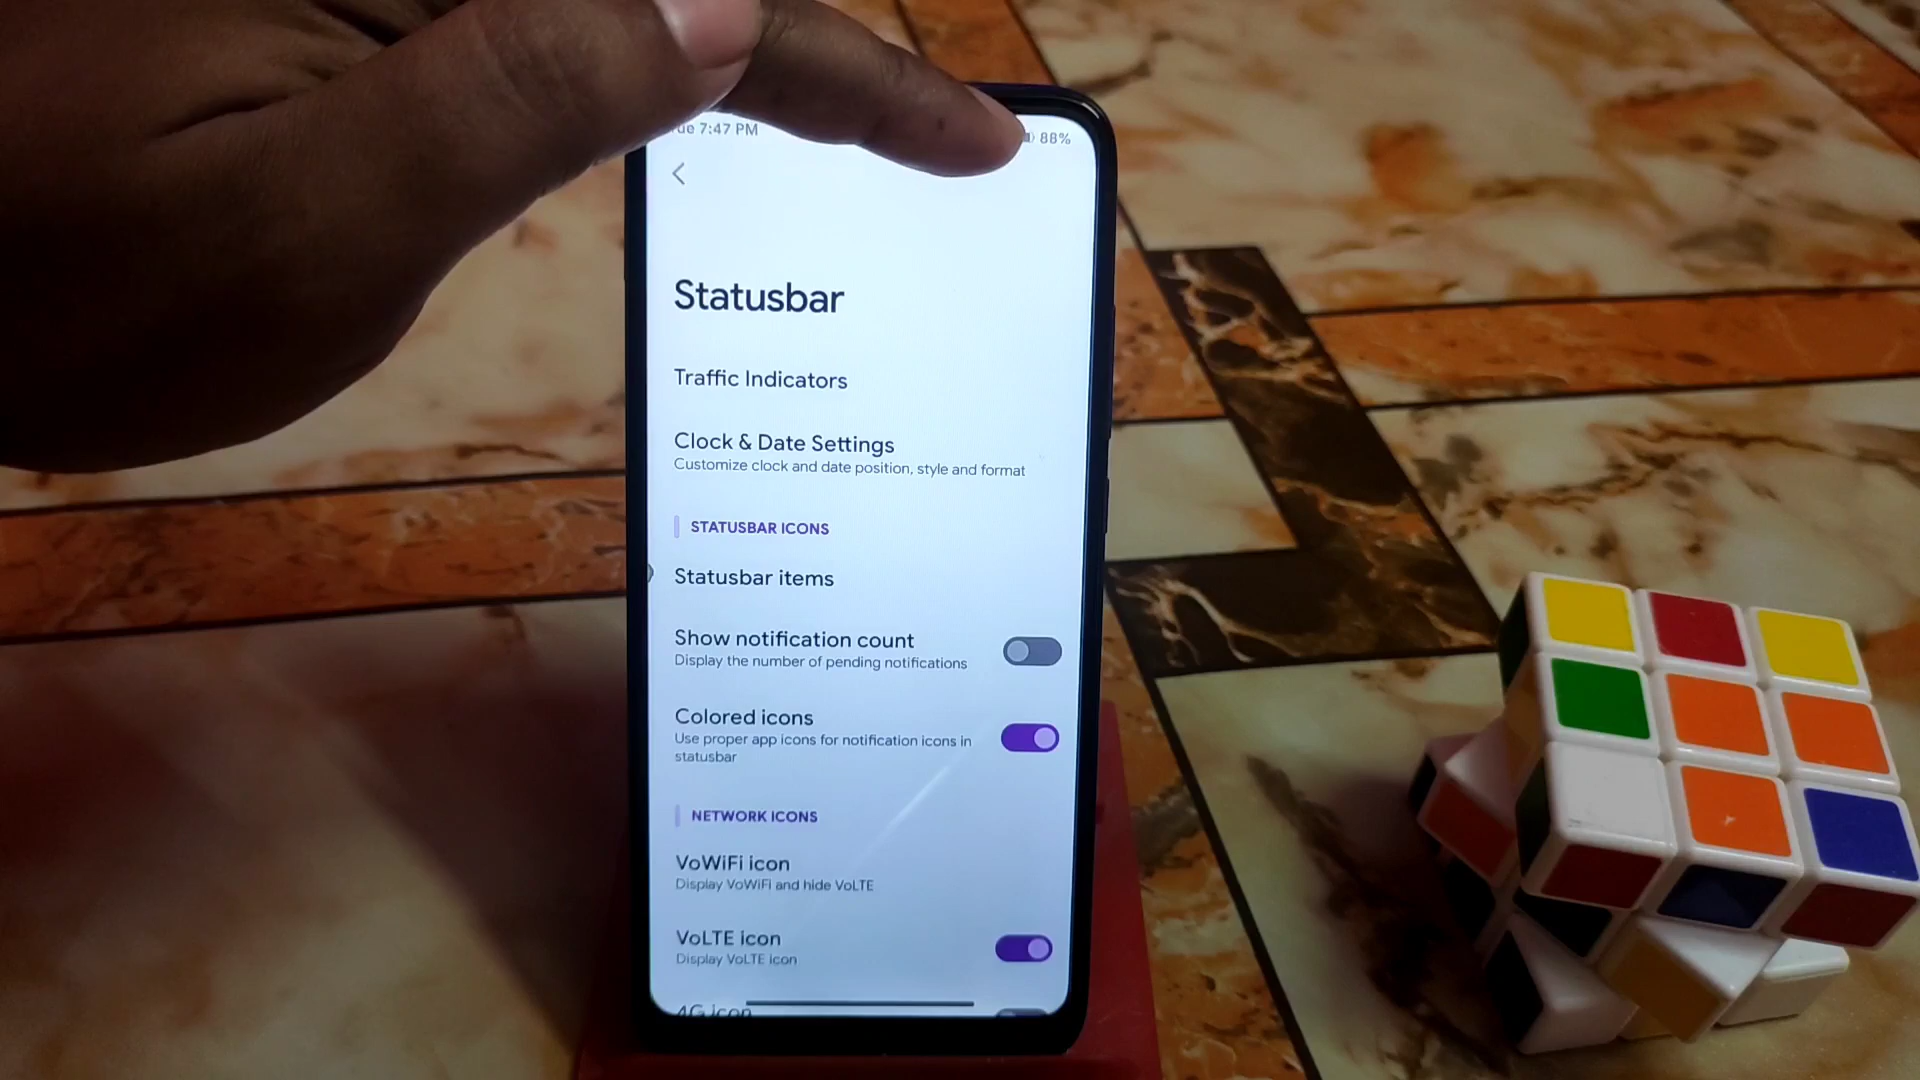 7:47 PM 88%
Statusbar
Traffic Indicators
Clock & Date Settings
Customize clock and date position, style and format
STATUSBAR ICONS
Statusbar items
Show notification count
Display the number of pending notifications
Colored icons
Use proper app icons for notification icons in
statusbar
NETWORK ICONS
VoWiFi icon
Display VoWiFi and hide VoLTE
VoLTE icon
Display VoLTE icon
4G icon